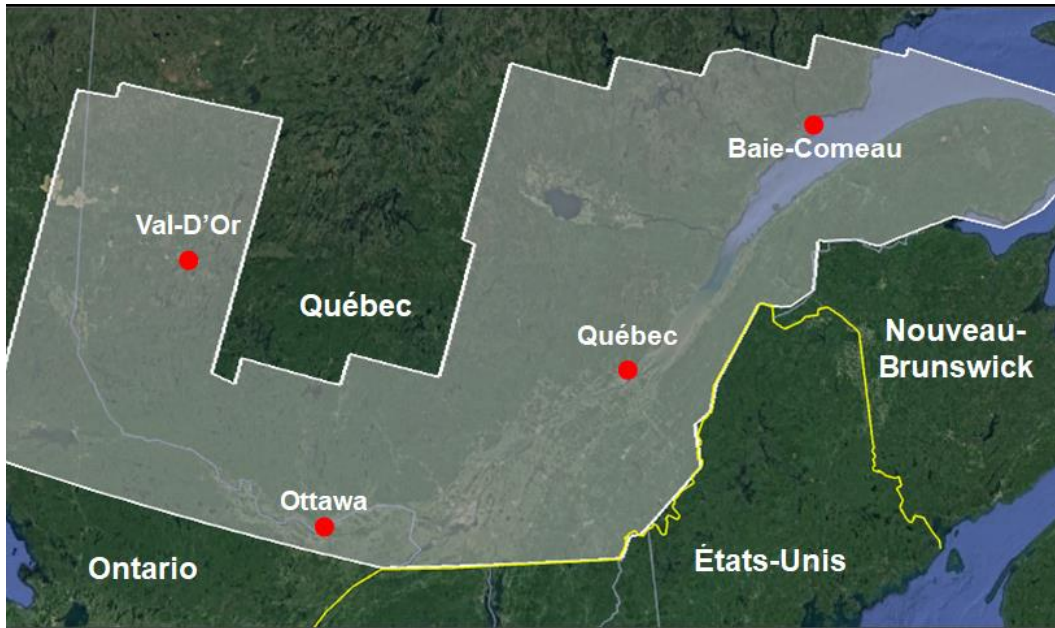 Baie-Comeau
Val-D'Or
Québec
Québec
Nouveau-
Brunswick
Ottawa
Ontario
États-Unis